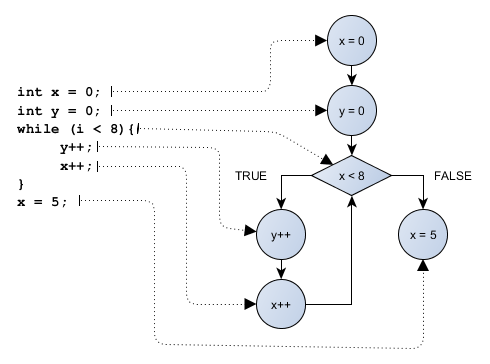 int x = 0;
int y = 0;
while (i < 8){
y++;
x++;
}
x = 5;
x = 0
y = 0
x < 8
TRUE
FALSE
y++
x = 5
x++